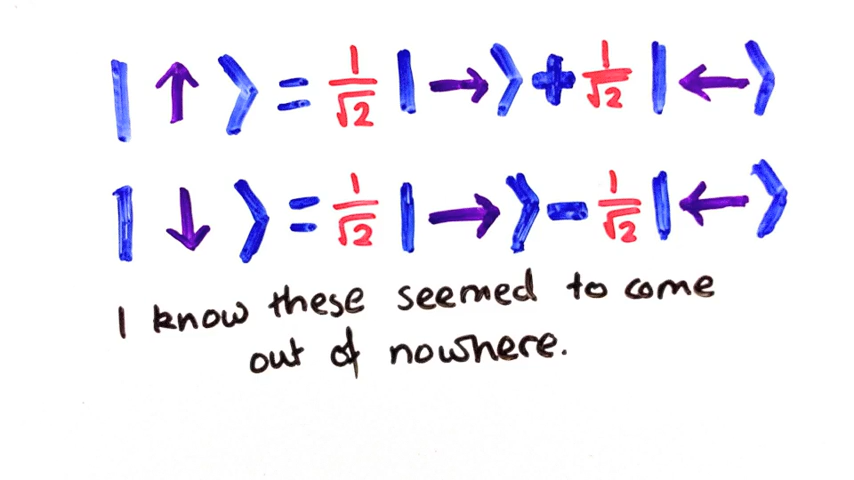 |↑⟩ = 1/√2 |→⟩ + 1/√2 |←⟩
|↓⟩ = 1/√2 |→⟩ - 1/√2 |←⟩
I know these seemed to come
out of nowhere.